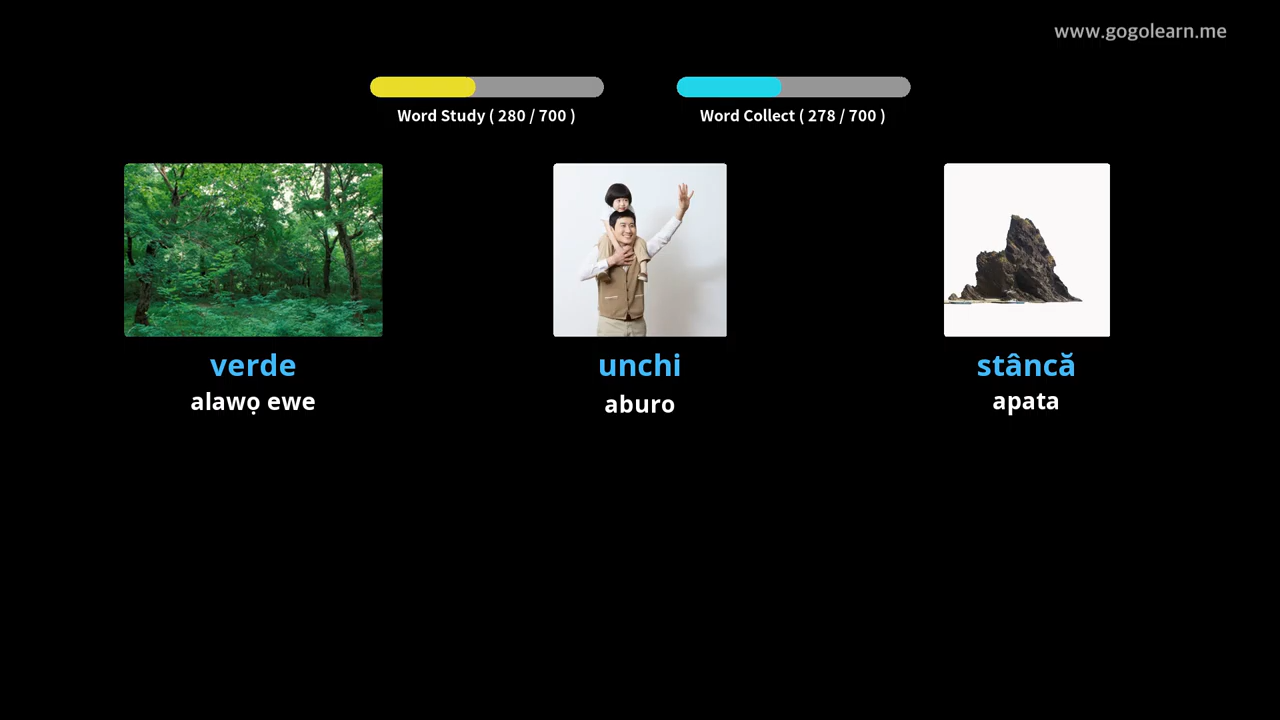 www.gogolearn.me
Word Study ( 280 / 700 )
Word Collect ( 278 / 700 )
verde
alawọ ewe
unchi
aburo
stâncă
apata